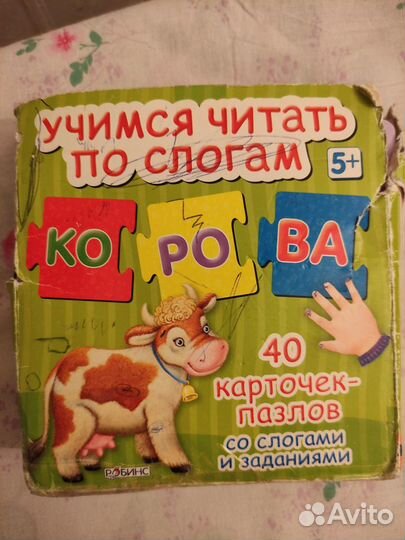 УЧИМСЯ ЧИТАТЬ
ПО СЛОГАМ
5+
КО РО ВА
40
карточек-
пазлов
со слогами
и заданиями
РОБИНС
Avito